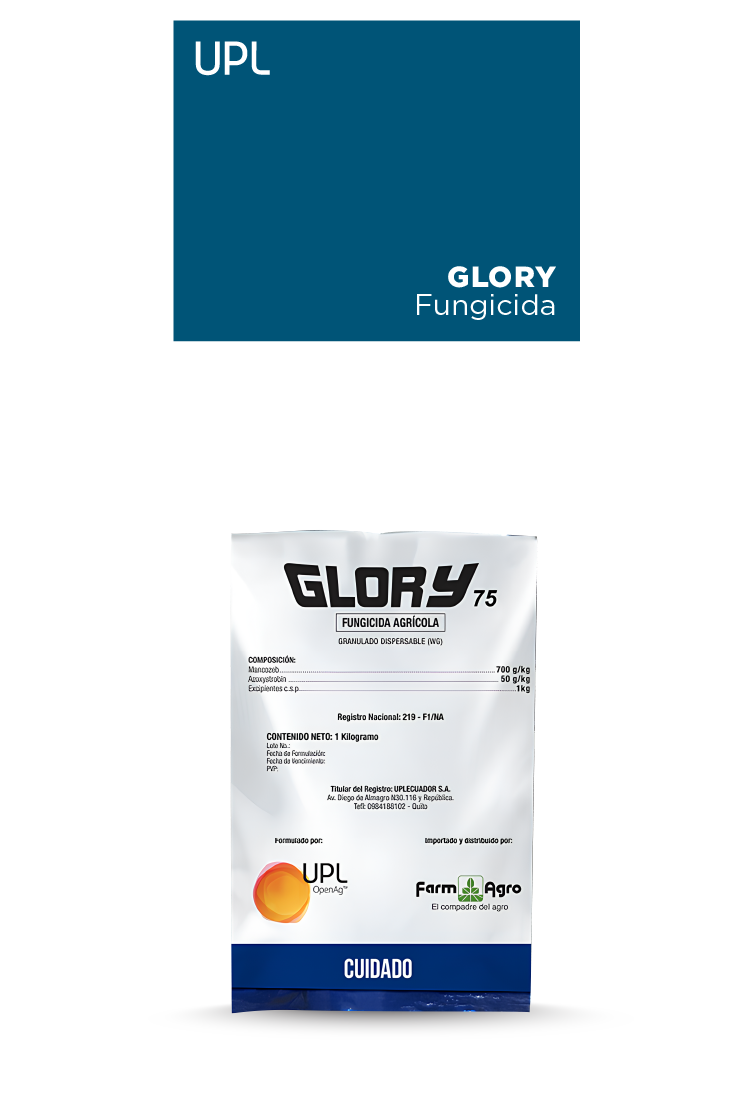 UPL
GLORY
Fungicida
GLORY 75
FUNGICIDA AGRÍCOLA
GRANULADO DISPERSABLE (WG)
COMPOSICIÓN:
Mancozeb 700 g/kg
Azoxystrobin 50 g/kg
Excipientes c.s.p. 1kg
Registro Nacional: 219 - F1/NA
CONTENIDO NETO: 1 Kilogramo
Lote No.:
Fecha de Formulación:
Fecha de Vencimiento:
PVP:
Titular del Registro: UPLECUADOR S.A.
Av. Diego de Almagro N30.116 y República.
Telf: 0984188102 - Quito
Formulado por:
Importado y distribuido por:
UPL
OpenAg™
Farm Agro
El compadre del agro
CUIDADO